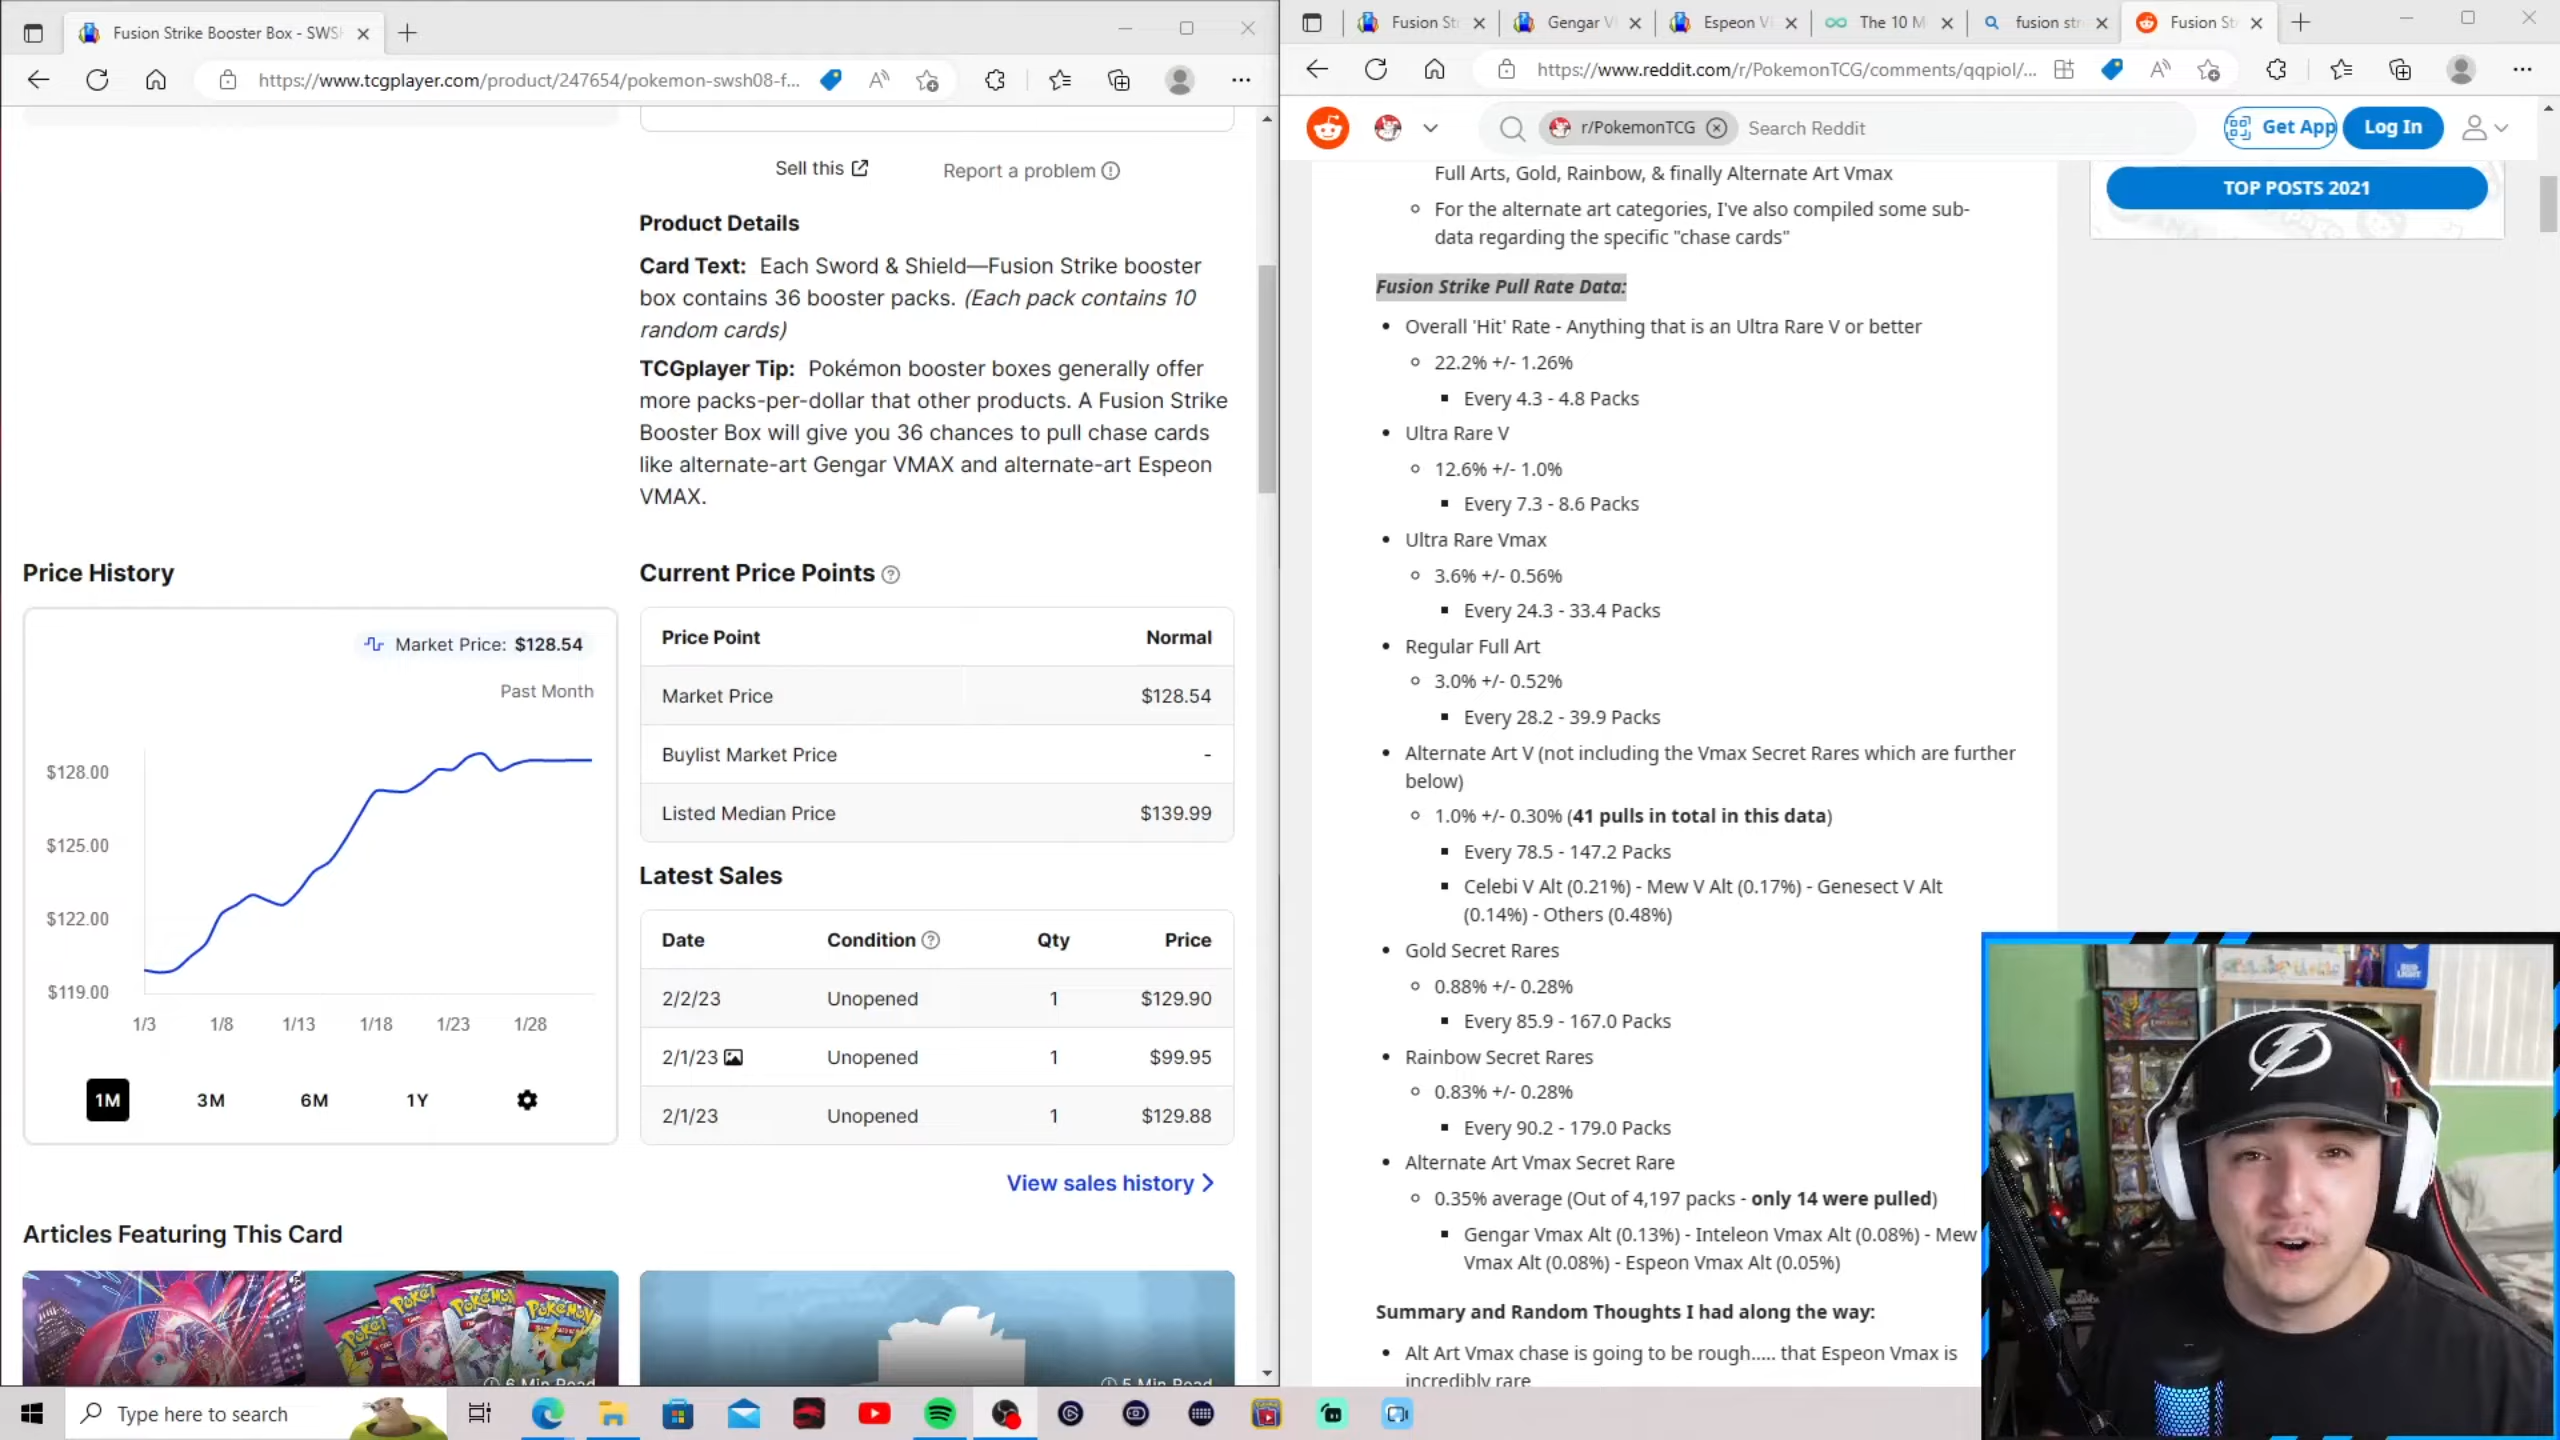 Fusion Strike Booster Box - SWSH
https://www.tcgplayer.com/product/247654/pokemon-swsh08-f...
Sell this
Report a problem
Product Details
Card Text: Each Sword & Shield—Fusion Strike booster
box contains 36 booster packs. (Each pack contains 10
random cards)
TCGplayer Tip: Pokémon booster boxes generally offer
more packs-per-dollar that other products. A Fusion Strike
Booster Box will give you 36 chances to pull chase cards
like alternate-art Gengar VMAX and alternate-art Espeon
VMAX.
Price History
Market Price: $128.54
Past Month
$128.00
$125.00
$122.00
$119.00
1/3 1/8 1/13 1/18 1/23 1/28
1M 3M 6M 1Y
Current Price Points
Price Point Normal
Market Price $128.54
Buylist Market Price -
Listed Median Price $139.99
Latest Sales
Date Condition Qty Price
2/2/23 Unopened 1 $129.90
2/1/23 Unopened 1 $99.95
2/1/23 Unopened 1 $129.88
View sales history
Articles Featuring This Card
6 Min Read
5 Min Read
Fusion St Gengar V Espeon V The 10 M fusion str Fusion St
https://www.reddit.com/r/PokemonTCG/comments/qqpiol/...
r/PokemonTCG Search Reddit
Get App Log In
TOP POSTS 2021
Full Arts, Gold, Rainbow, & finally Alternate Art Vmax
For the alternate art categories, I've also compiled some sub-
data regarding the specific "chase cards"
Fusion Strike Pull Rate Data:
Overall 'Hit' Rate - Anything that is an Ultra Rare V or better
22.2% +/- 1.26%
Every 4.3 - 4.8 Packs
Ultra Rare V
12.6% +/- 1.0%
Every 7.3 - 8.6 Packs
Ultra Rare Vmax
3.6% +/- 0.56%
Every 24.3 - 33.4 Packs
Regular Full Art
3.0% +/- 0.52%
Every 28.2 - 39.9 Packs
Alternate Art V (not including the Vmax Secret Rares which are further
below)
1.0% +/- 0.30% (41 pulls in total in this data)
Every 78.5 - 147.2 Packs
Celebi V Alt (0.21%) - Mew V Alt (0.17%) - Genesect V Alt
(0.14%) - Others (0.48%)
Gold Secret Rares
0.88% +/- 0.28%
Every 85.9 - 167.0 Packs
Rainbow Secret Rares
0.83% +/- 0.28%
Every 90.2 - 179.0 Packs
Alternate Art Vmax Secret Rare
0.35% average (Out of 4,197 packs - only 14 were pulled)
Gengar Vmax Alt (0.13%) - Inteleon Vmax Alt (0.08%) - Mew
Vmax Alt (0.08%) - Espeon Vmax Alt (0.05%)
Summary and Random Thoughts I had along the way:
Alt Art Vmax chase is going to be rough..... that Espeon Vmax is
incredibly rare
Type here to search